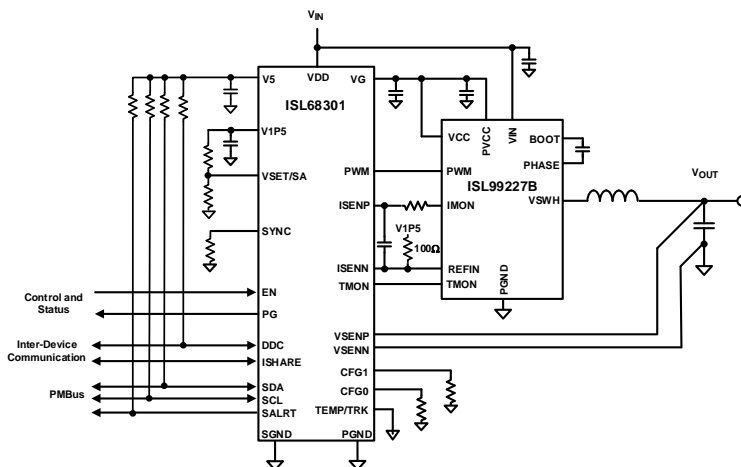 VIN
V5
VDD
VG
ISL68301
V1P5
VSET/SA
SYNC
EN
PG
DDC
ISHARE
SDA
SCL
SALRT
SGND
PGND
PWM
ISENP
ISENN
TMON
VSENP
VSENN
CFG1
CFG0
TEMP/TRK
V1P5
100Ω
VCC
PVCC
VIN
BOOT
PHASE
ISL99227B
PWM
VSWH
IMON
REFIN
TMON
PGND
VOUT
Control and
Status
Inter-Device
Communication
PMBus